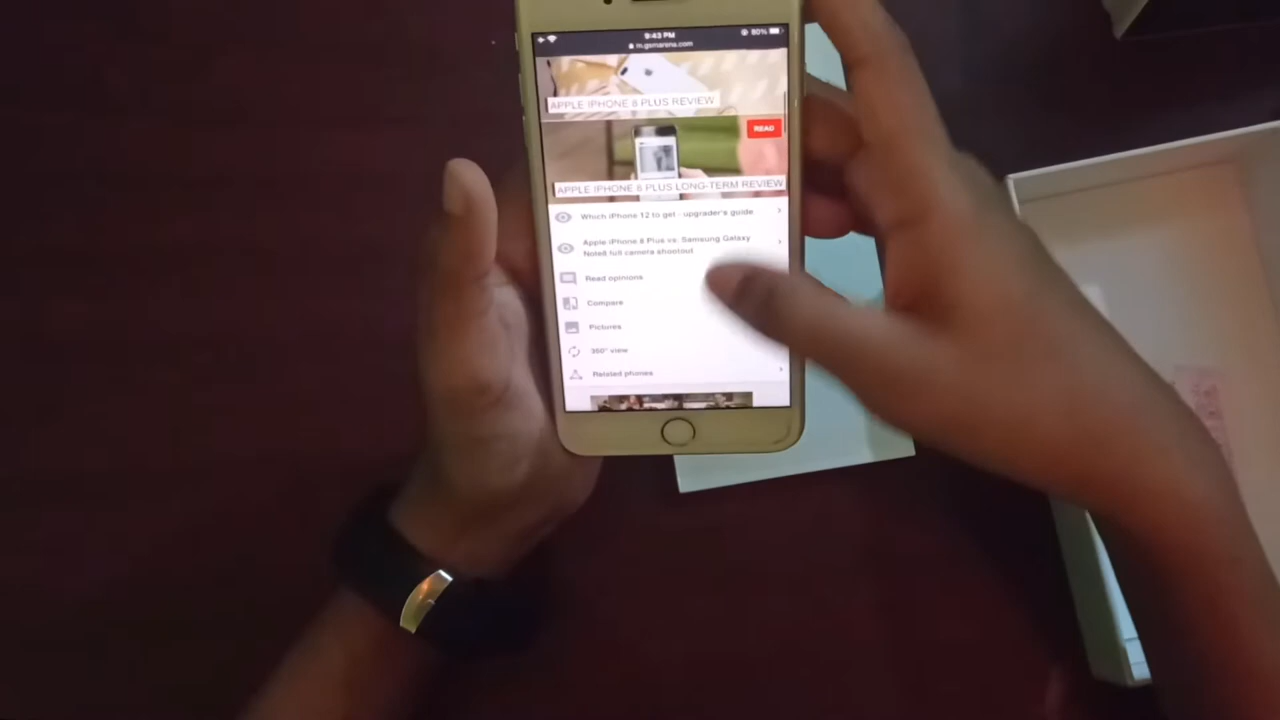 9:43 PM
80%
m.gsmarena.com
APPLE IPHONE 8 PLUS REVIEW
READ
APPLE IPHONE 8 PLUS LONG-TERM REVIEW
Which iPhone 12 to get - upgrader's guide
Apple iPhone 8 Plus vs. Samsung Galaxy
Note8 full camera shootout
Read opinions
Compare
Pictures
360° view
Related phones